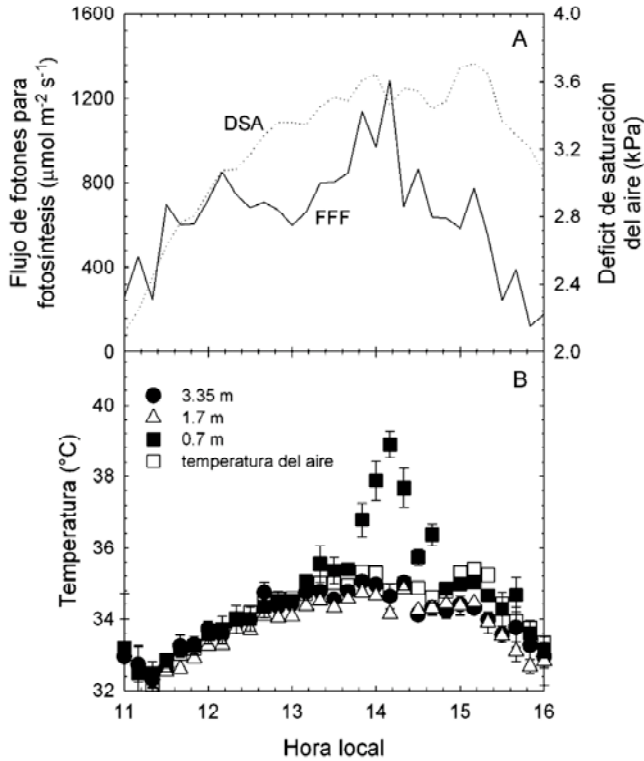 1600
1200
800
400
0
Flujo de fotones para
fotosíntesis (μmol m-2 s-1)
A
DSA
FFF
4.0
3.6
3.2
2.8
2.4
2.0
Deficit de saturación
del aire (kPa)
B
3.35 m
1.7 m
0.7 m
temperatura del aire
40
38
36
34
32
Temperatura (°C)
11
12
13
14
15
16
Hora local